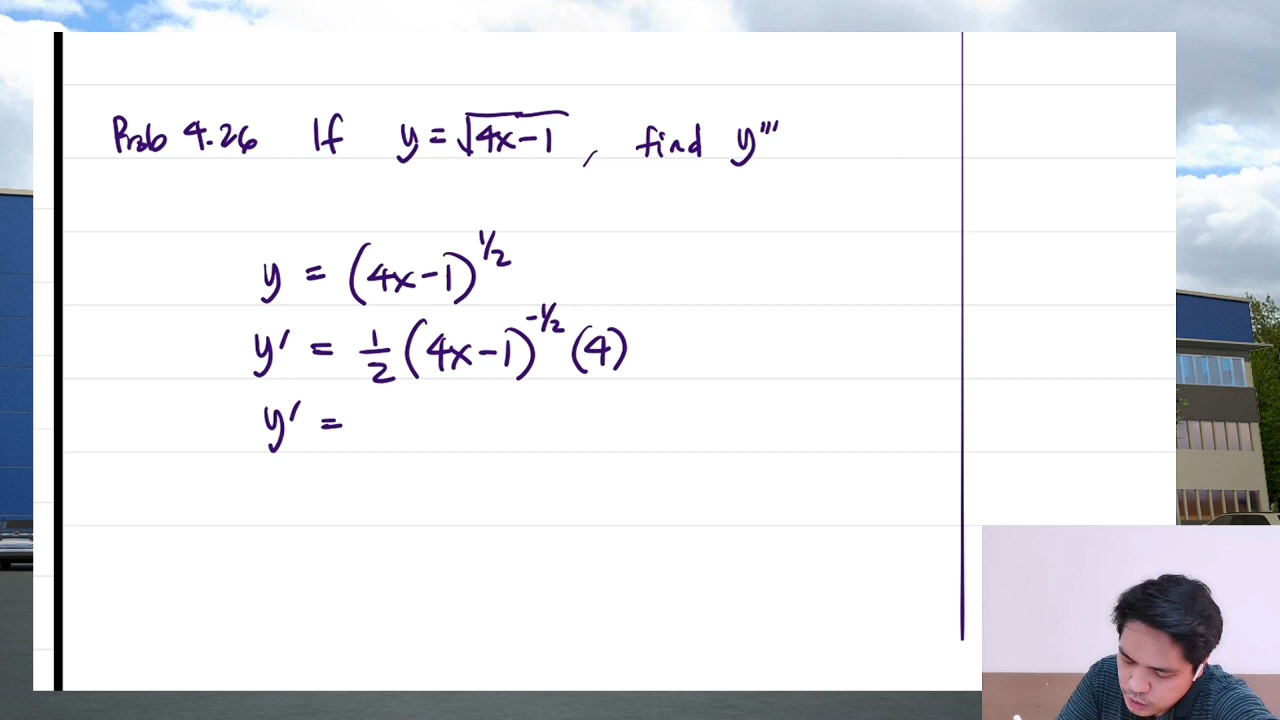 Prob 4.26 If y = √4x-1 , find y'''
y = (4x-1)^1/2
y' = 1/2 (4x-1)^-1/2 (4)
y' =